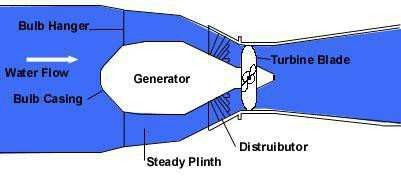 Bulb Hanger
Water Flow
Generator
Turbine Blade
Bulb Casing
Distruibutor
Steady Plinth